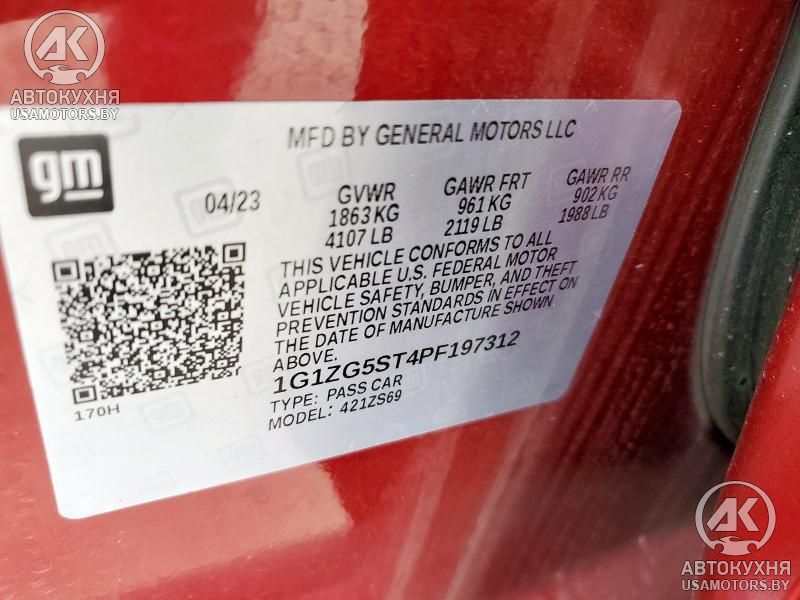 АК
АВТОКУХНЯ
USAMOTORS.BY
gm
MFD BY GENERAL MOTORS LLC
04/23
GVWR
1863 KG
4107 LB
GAWR FRT
961 KG
2119 LB
GAWR RR
902 KG
1988 LB
THIS VEHICLE CONFORMS TO ALL
APPLICABLE U.S. FEDERAL MOTOR
VEHICLE SAFETY, BUMPER, AND THEFT
PREVENTION STANDARDS IN EFFECT ON
THE DATE OF MANUFACTURE SHOWN
ABOVE.
1G1ZG5ST4PF197312
TYPE: PASS CAR
MODEL: 421ZS69
170H
АК
АВТОКУХНЯ
USAMOTORS.BY